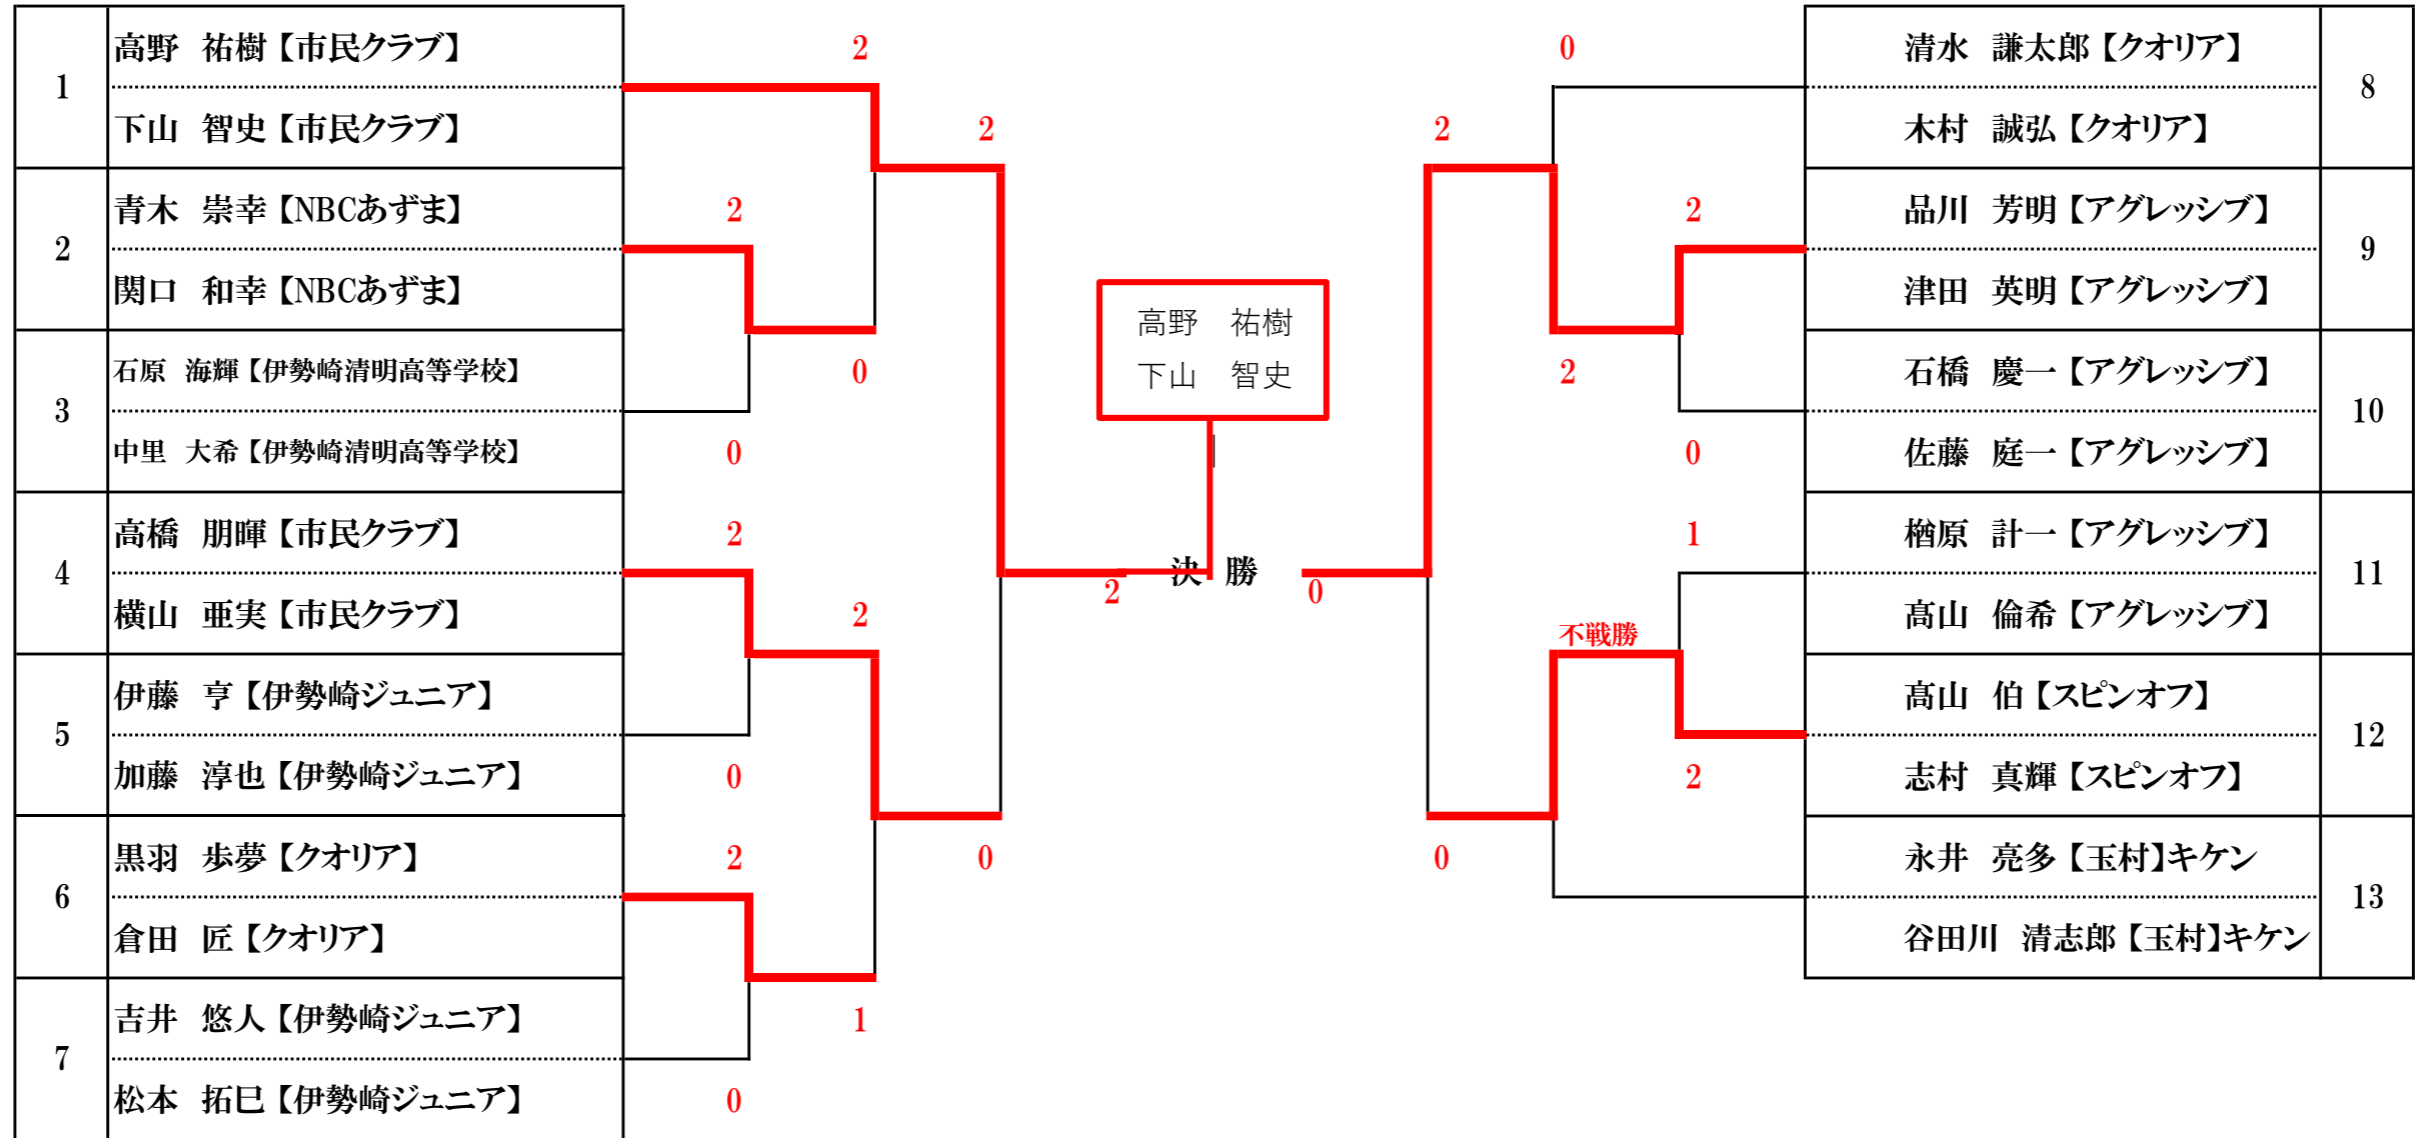 1
高野 祐樹【市民クラブ】
下山 智史【市民クラブ】
2
青木 崇幸【NBCあずま】
関口 和幸【NBCあずま】
3
石原 海輝【伊勢崎清明高等学校】
中里 大希【伊勢崎清明高等学校】
4
高橋 朋暉【市民クラブ】
横山 亜実【市民クラブ】
5
伊藤 亨【伊勢崎ジュニア】
加藤 淳也【伊勢崎ジュニア】
6
黒羽 歩夢【クオリア】
倉田 匠【クオリア】
7
吉井 悠人【伊勢崎ジュニア】
松本 拓巳【伊勢崎ジュニア】
2
0
2
0
2
0
2
0
2
1
2
0
高野 祐樹
下山 智史
2
決 勝
0
2
0
0
2
不戦勝
2
0
1
2
清水 謙太郎【クオリア】
木村 誠弘【クオリア】
8
品川 芳明【アグレッシブ】
津田 英明【アグレッシブ】
9
石橋 慶一【アグレッシブ】
佐藤 庭一【アグレッシブ】
10
楢原 計一【アグレッシブ】
髙山 倫希【アグレッシブ】
11
髙山 伯【スピンオフ】
志村 真輝【スピンオフ】
12
永井 亮多【玉村】キケン
谷田川 清志郎【玉村】キケン
13